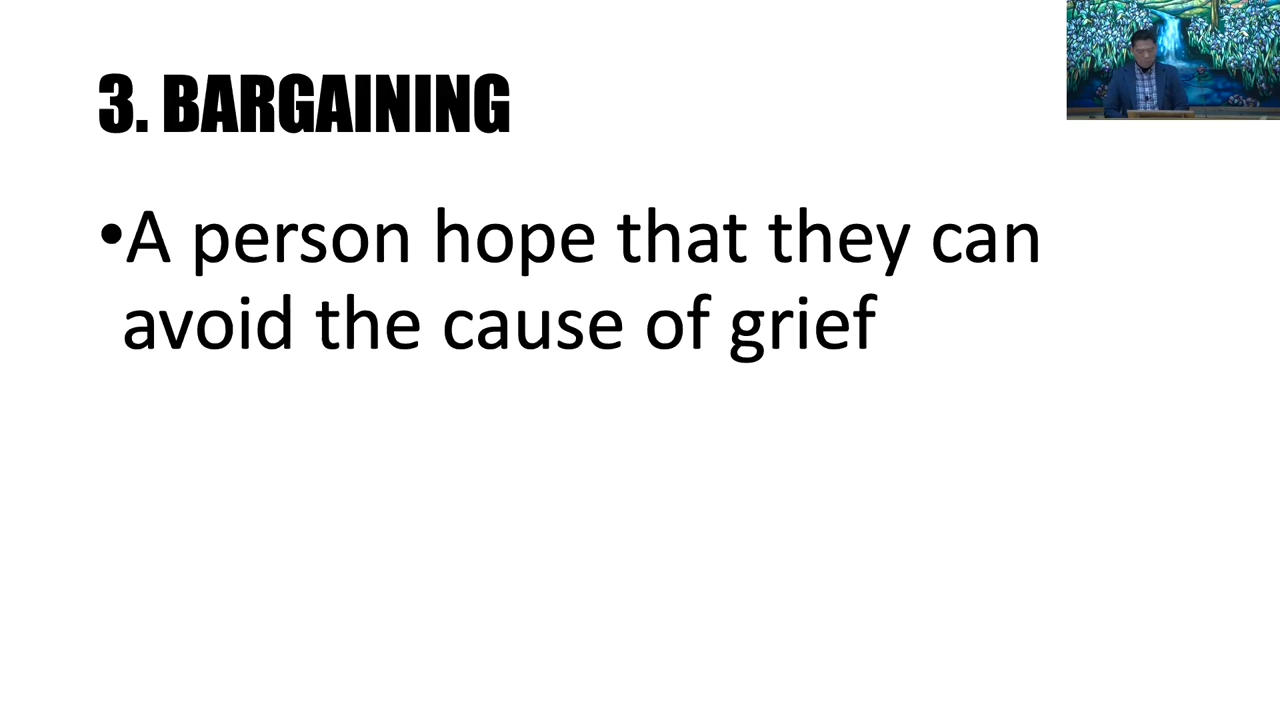 3. BARGAINING
•A person hope that they can
avoid the cause of grief